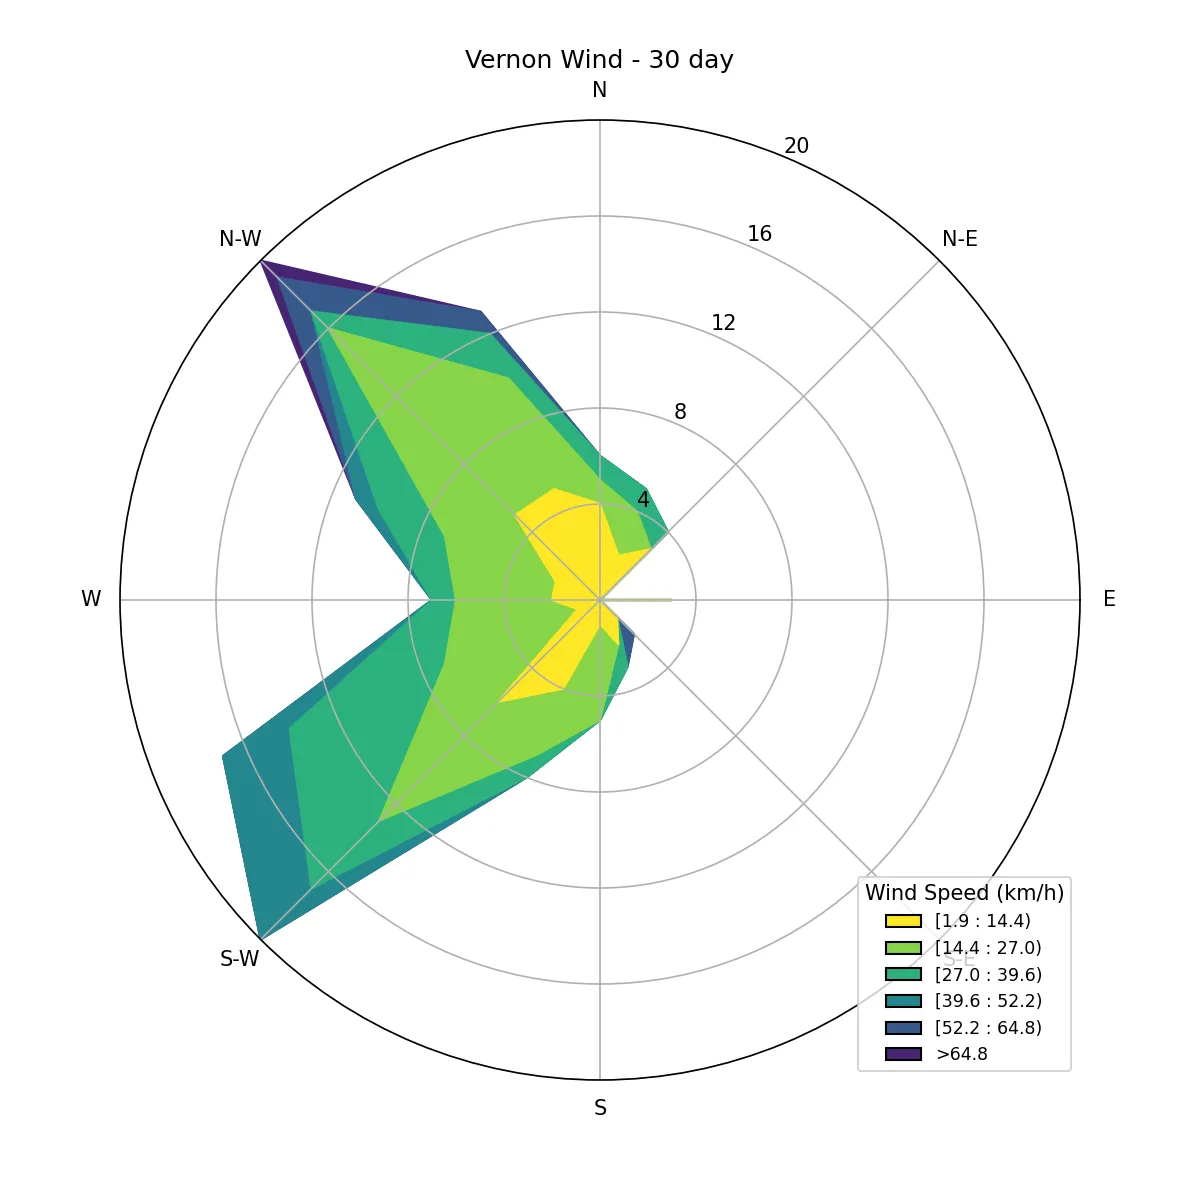 Vernon Wind - 30 day
N
20
N-W
16
N-E
12
8
4
W
E
S-W
S-E
S
Wind Speed (km/h)
[1.9 : 14.4)
[14.4 : 27.0)
[27.0 : 39.6)
[39.6 : 52.2)
[52.2 : 64.8)
>64.8